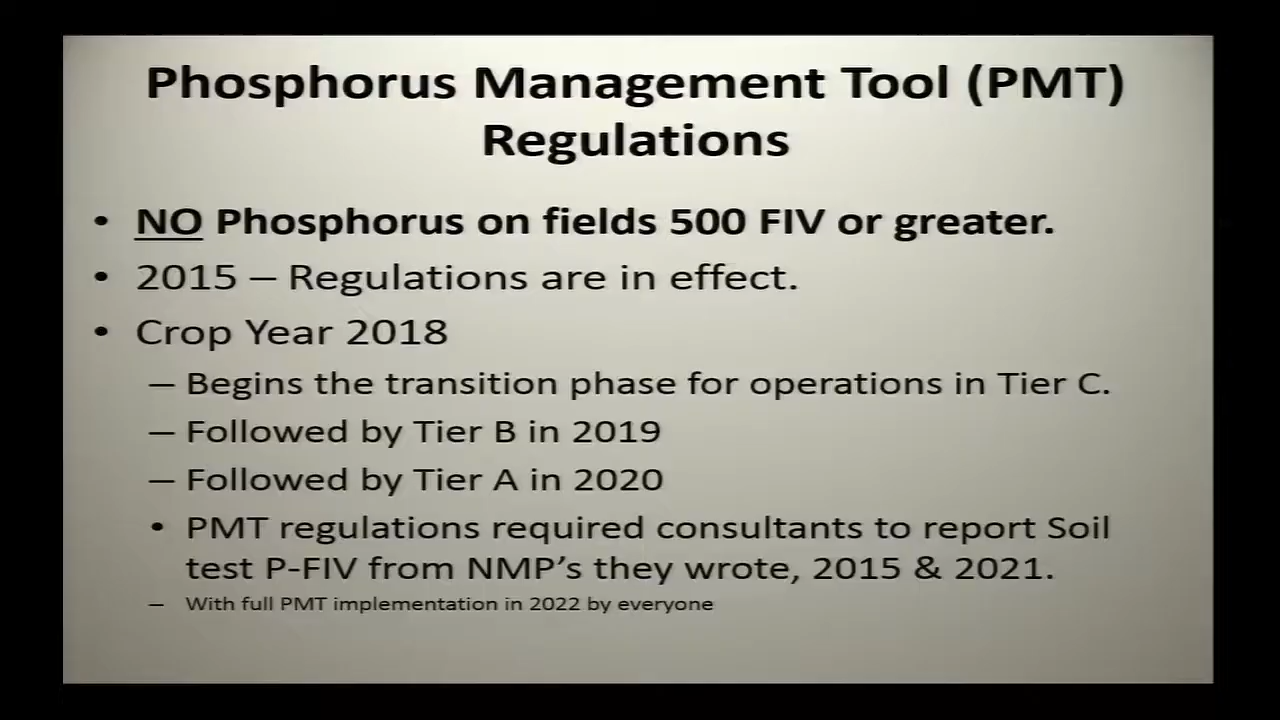 Phosphorus Management Tool (PMT)
Regulations
• NO Phosphorus on fields 500 FIV or greater.
• 2015 – Regulations are in effect.
• Crop Year 2018
– Begins the transition phase for operations in Tier C.
– Followed by Tier B in 2019
– Followed by Tier A in 2020
• PMT regulations required consultants to report Soil
test P-FIV from NMP’s they wrote, 2015 & 2021.
– With full PMT implementation in 2022 by everyone